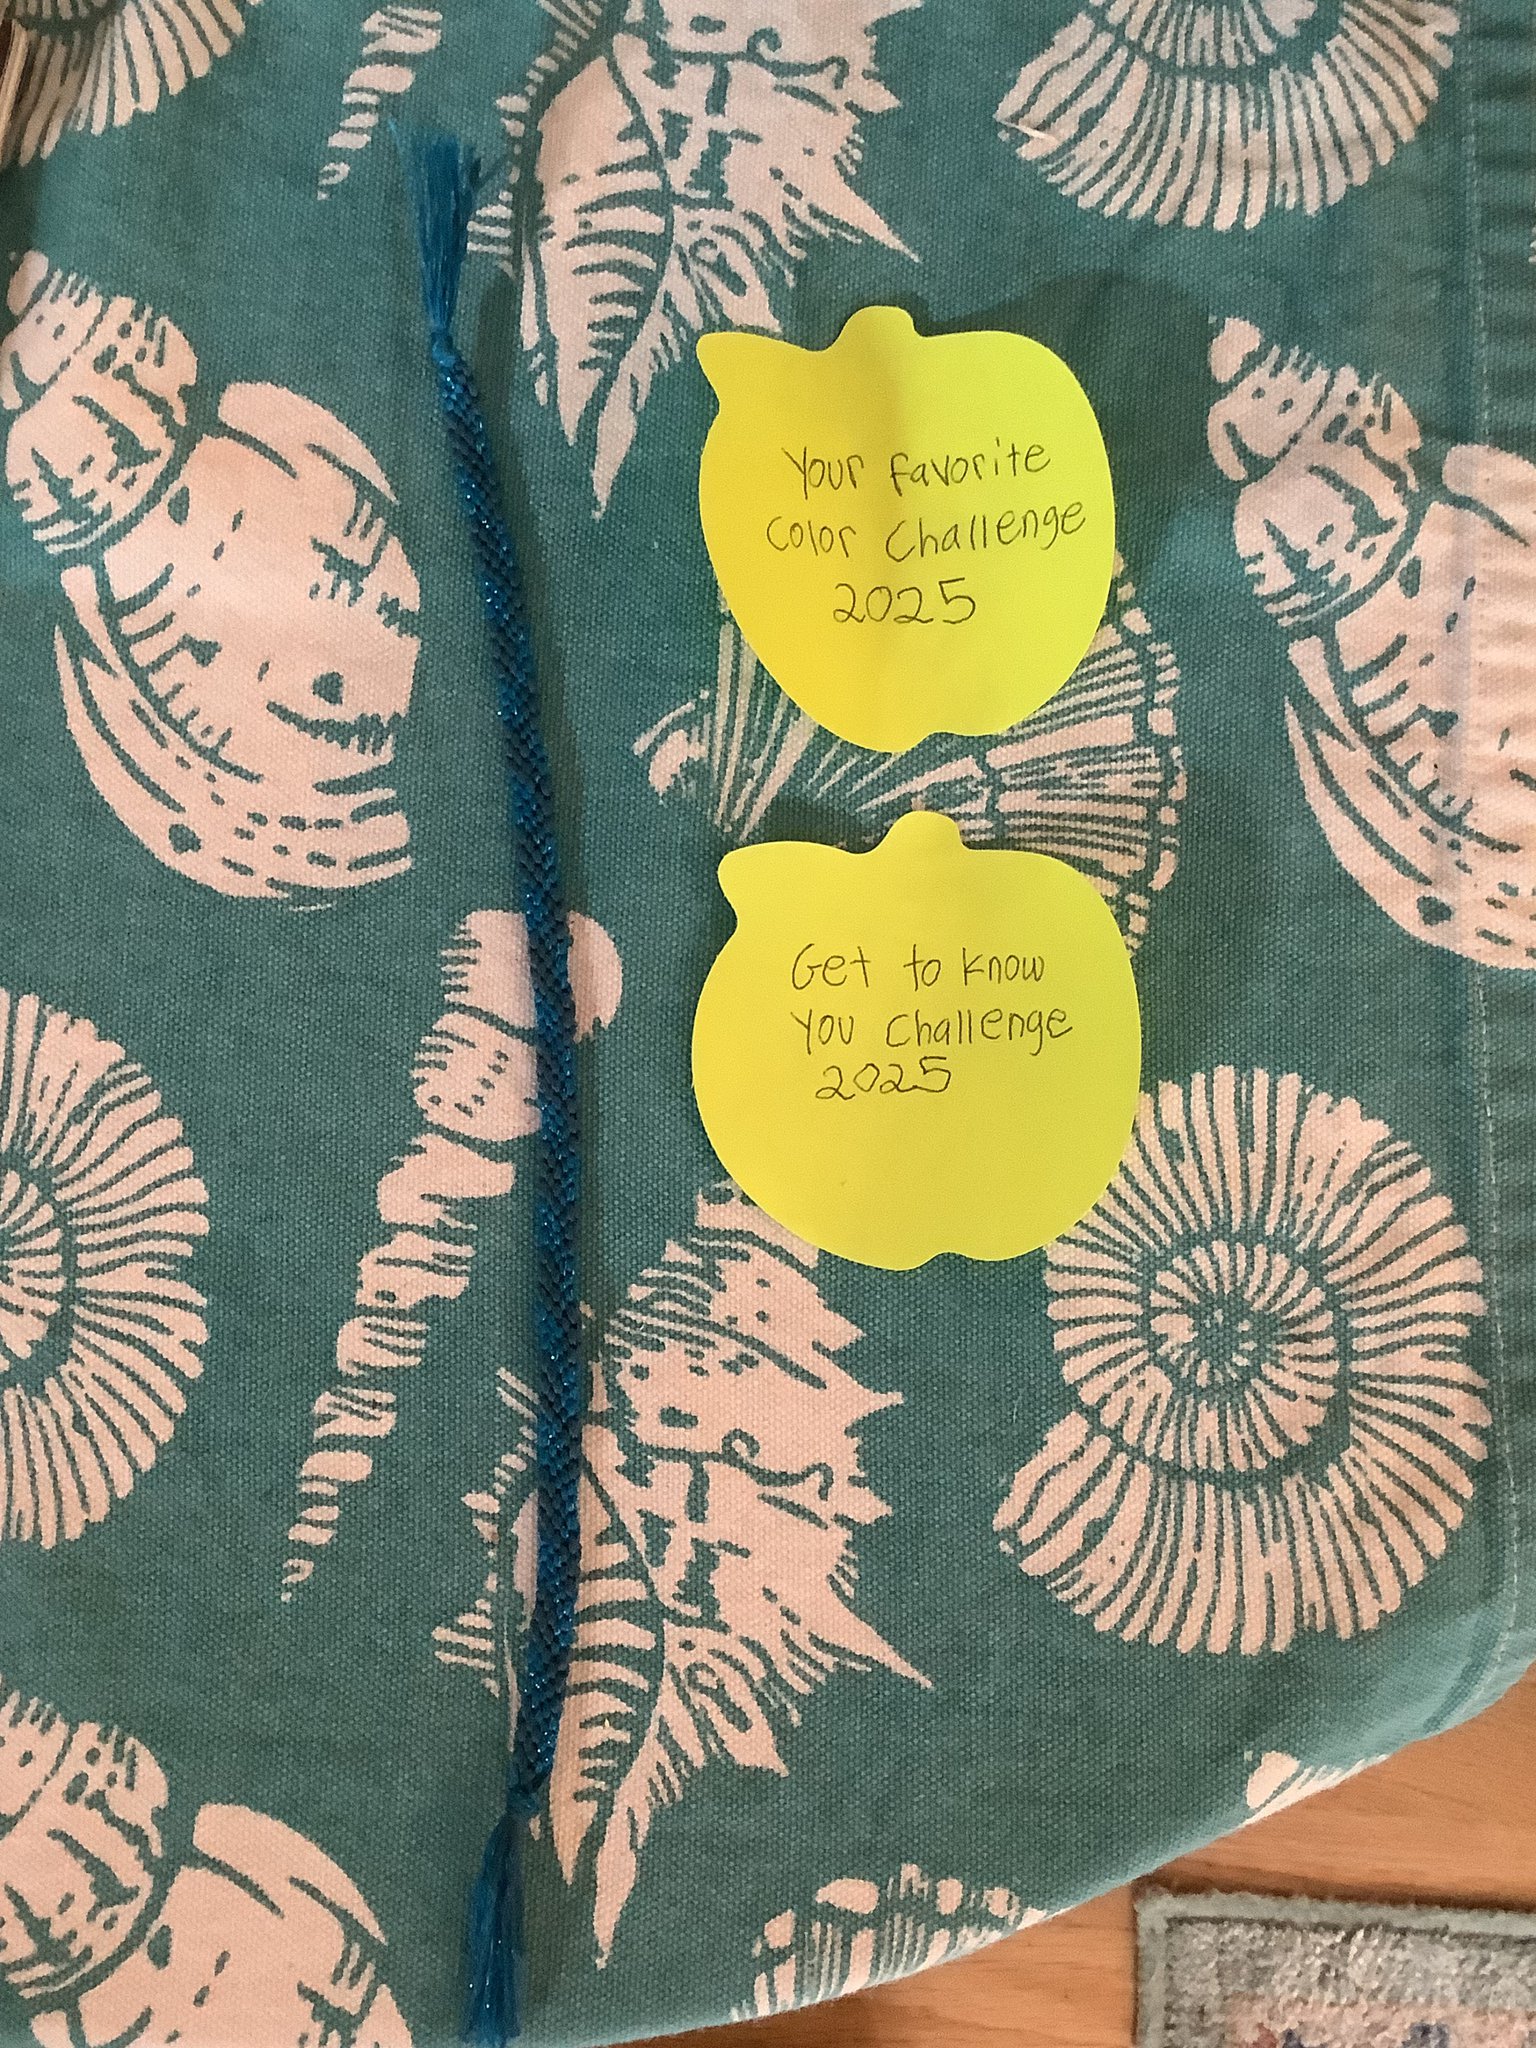 Your favorite
color challenge
2025
Get to know
you challenge
2025